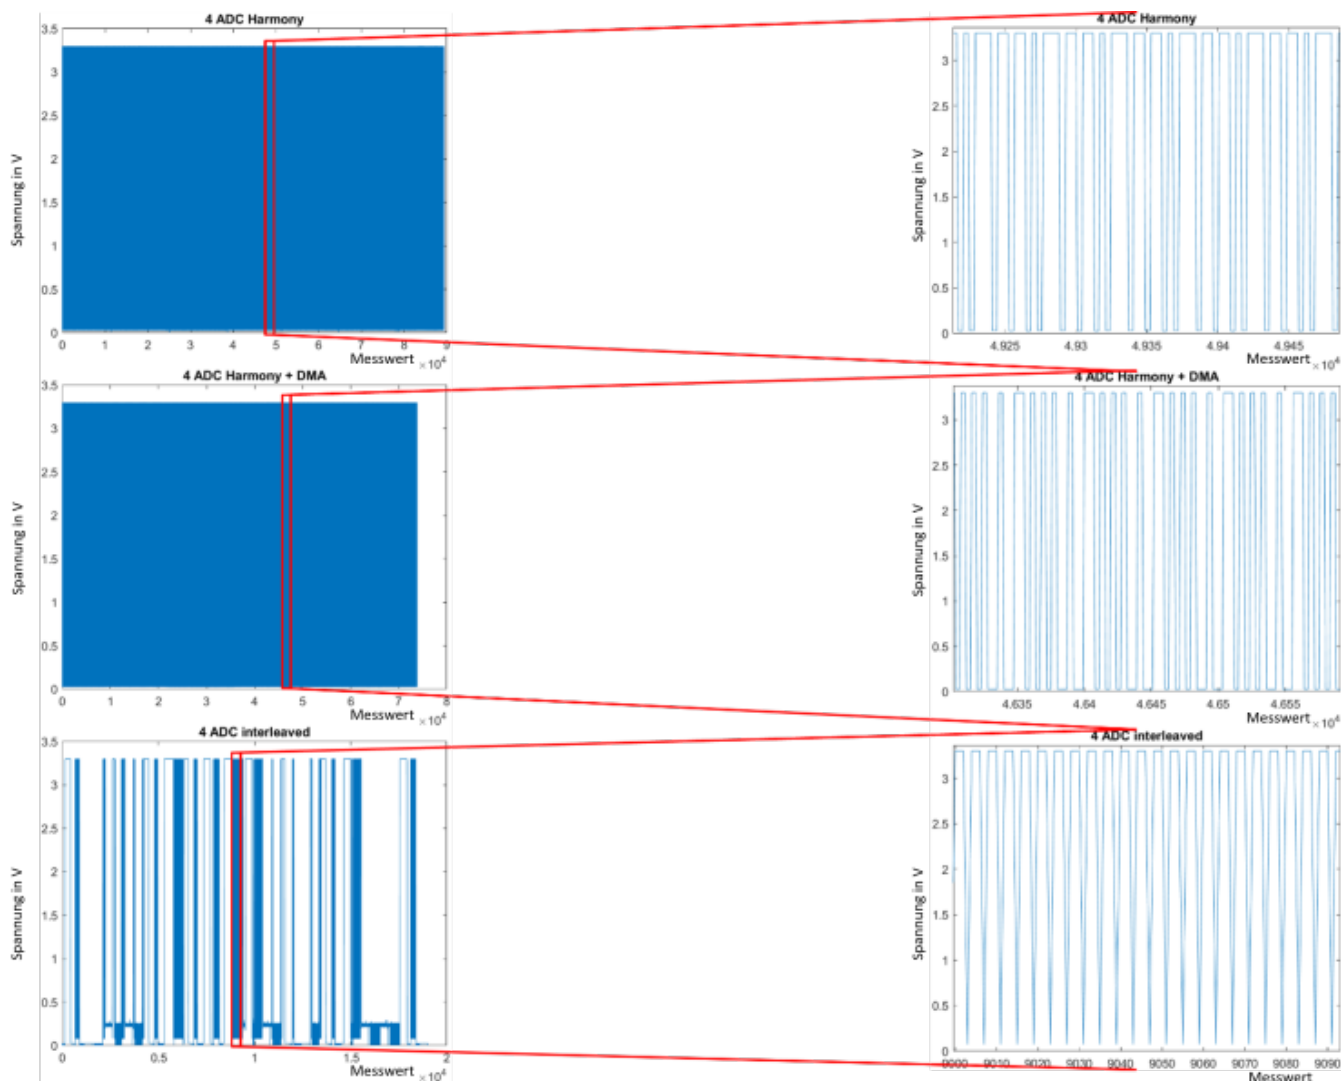 4 ADC Harmony
3.5
3
2.5
2
1.5
1
0.5
0
Spannung in V
0 1 2 3 4 5 6 7 8 9
Messwert ×10⁴
4 ADC Harmony
3
2.5
2
1.5
1
0.5
0
Spannung in V
4.925 4.93 4.935 4.94 4.945
Messwert ×10⁴
4 ADC Harmony + DMA
3.5
3
2.5
2
1.5
1
0.5
0
Spannung in V
0 1 2 3 4 5 6 7 8
Messwert ×10⁴
4 ADC Harmony + DMA
3
2.5
2
1.5
1
0.5
0
Spannung in V
4.635 4.64 4.645 4.65 4.655
Messwert ×10⁴
4 ADC interleaved
3.5
3
2.5
2
1.5
1
0.5
0
Spannung in V
0 0.5 10 1.5 20
Messwert ×10⁴
4 ADC interleaved
3
2.5
2
1.5
1
0.5
0
Spannung in V
9000 9010 9020 9030 9040 9050 9060 9070 9080 9090
Messwert